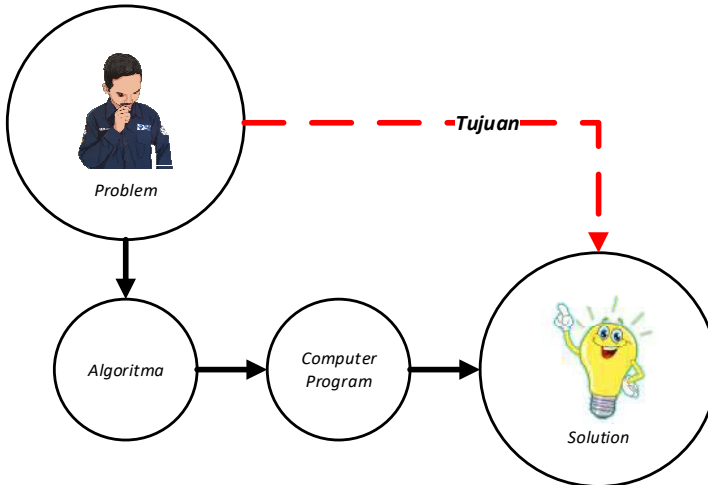 Tujuan
Problem
Algoritma
Computer
Program
Solution